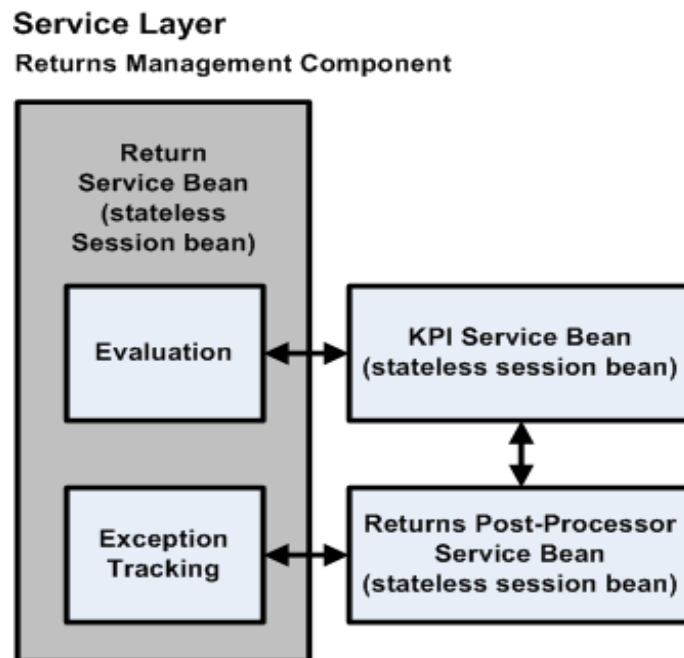 Service Layer
Returns Management Component
Return
Service Bean
(stateless
Session bean)
Evaluation
KPI Service Bean
(stateless session bean)
Exception
Tracking
Returns Post-Processor
Service Bean
(stateless session bean)